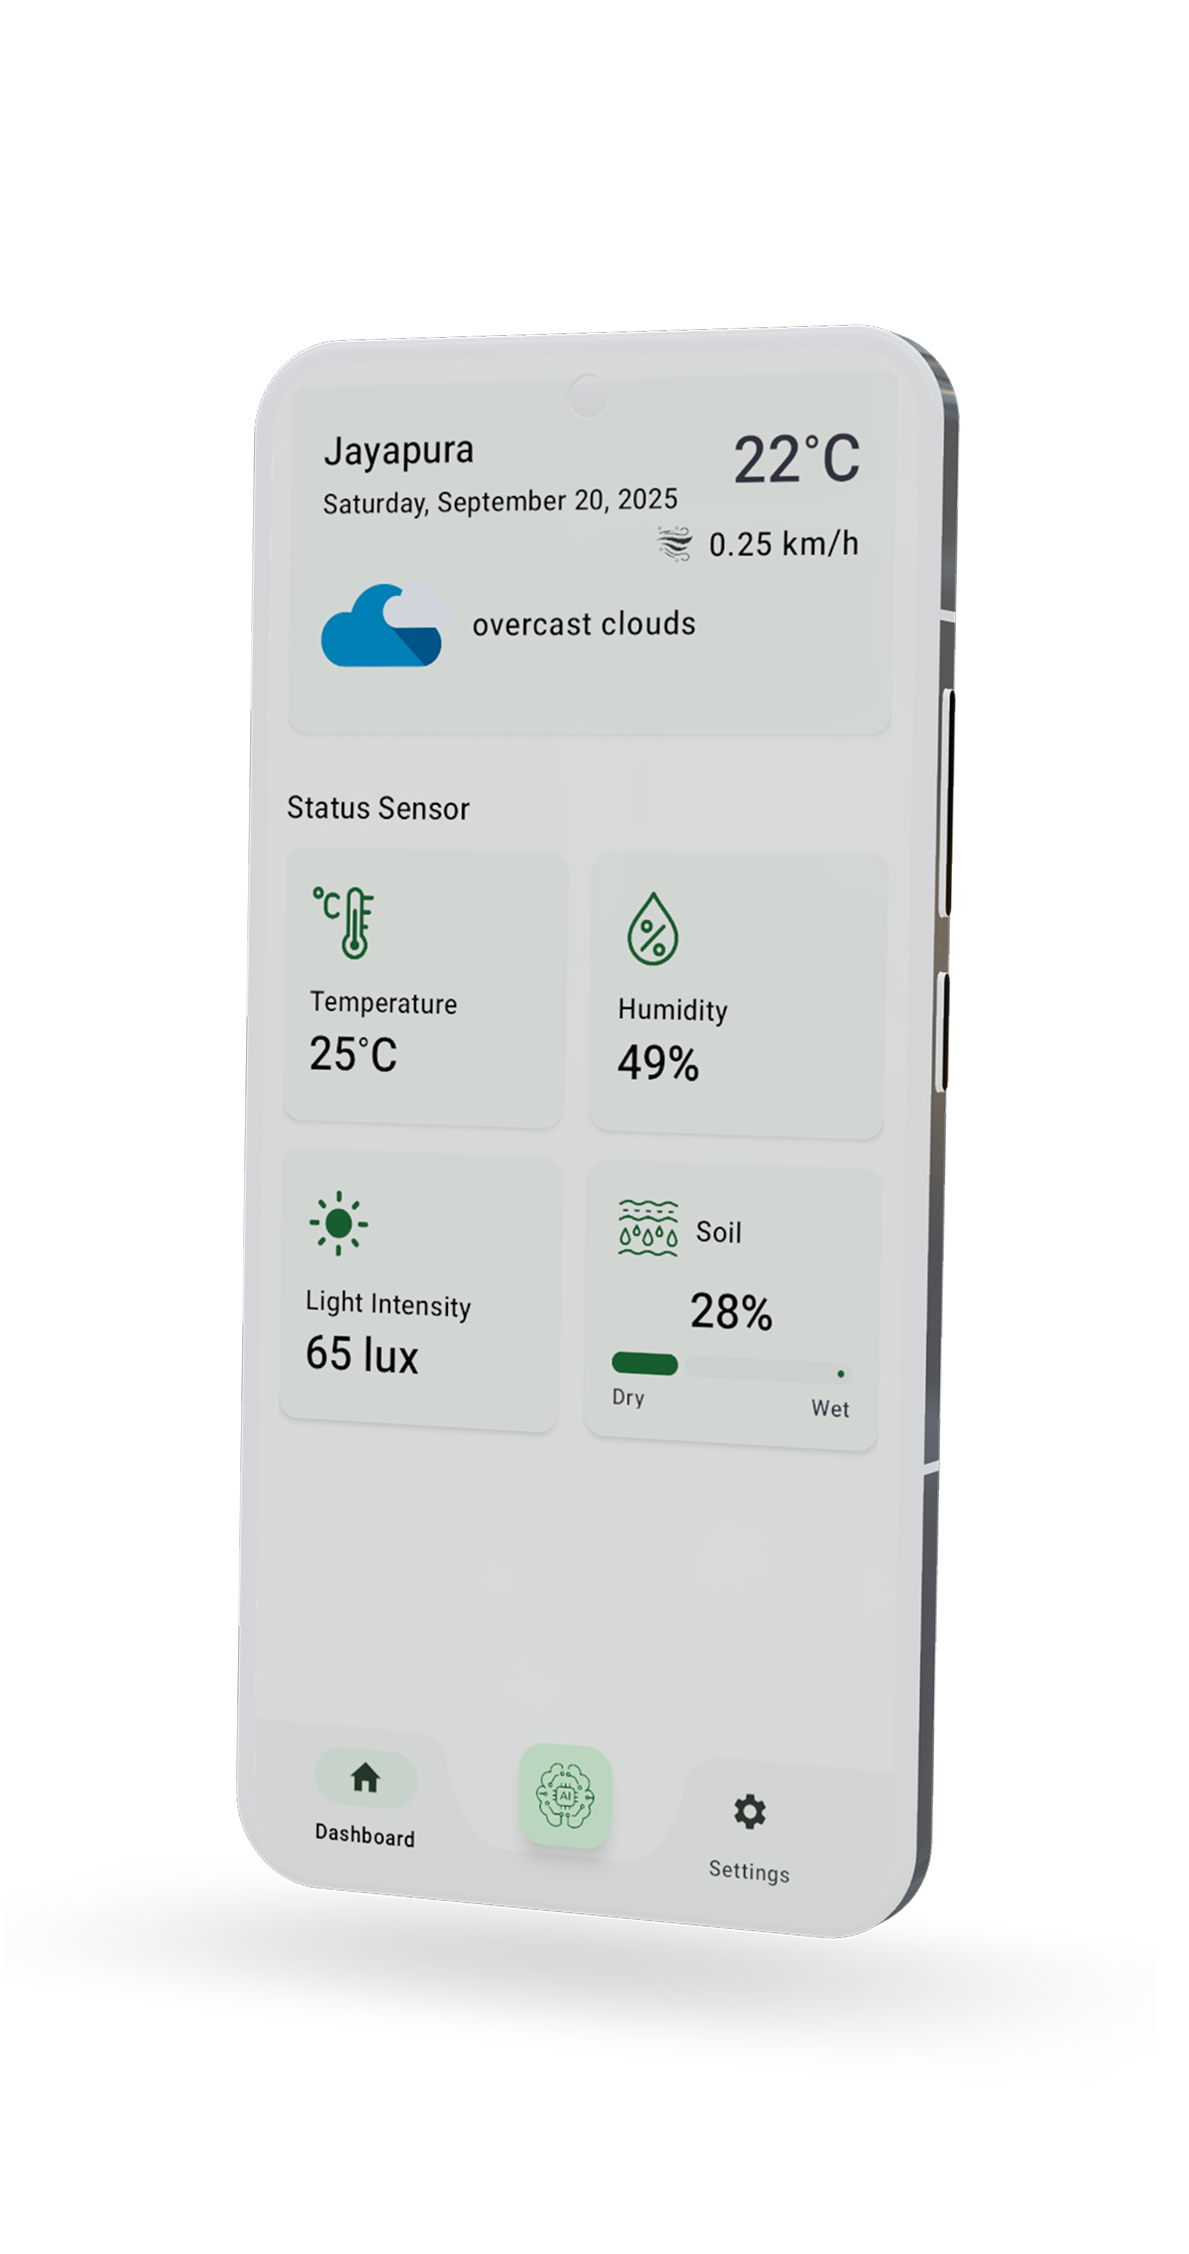 Jayapura
22°C
Saturday, September 20, 2025
0.25 km/h
overcast clouds
Status Sensor
°C
Temperature
25°C
%
Humidity
49%
Light Intensity
65 lux
Soil
28%
Dry
Wet
Dashboard
AI
Settings